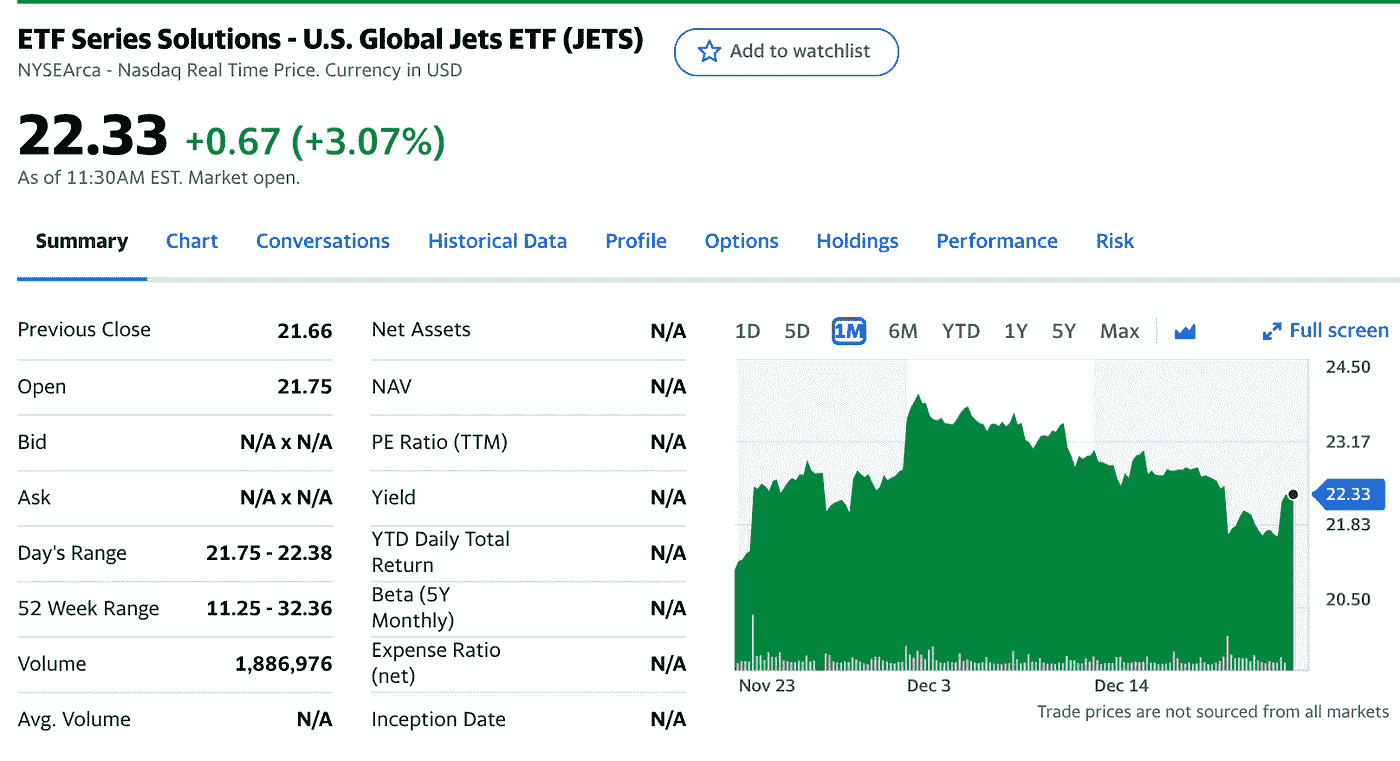 ETF Series Solutions - U.S. Global Jets ETF (JETS)
Add to watchlist
NYSEArca - Nasdaq Real Time Price. Currency in USD
22.33 +0.67 (+3.07%)
As of 11:30AM EST. Market open.
Summary Chart Conversations Historical Data Profile Options Holdings Performance Risk
Previous Close 21.66
Open 21.75
Bid N/A x N/A
Ask N/A x N/A
Day's Range 21.75 - 22.38
52 Week Range 11.25 - 32.36
Volume 1,886,976
Avg. Volume N/A
Net Assets N/A
NAV N/A
PE Ratio (TTM) N/A
Yield N/A
YTD Daily Total
Return N/A
Beta (5Y
Monthly) N/A
Expense Ratio
(net) N/A
Inception Date N/A
1D 5D 1M 6M YTD 1Y 5Y Max Full screen
24.50
23.17
22.33
21.83
20.50
Nov 23 Dec 3 Dec 14
Trade prices are not sourced from all markets